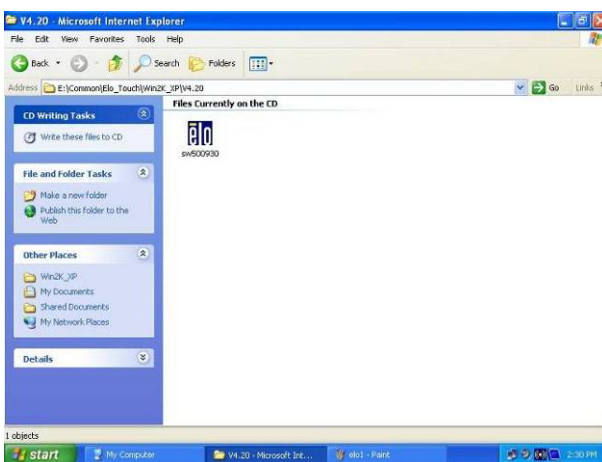 V4.20 - Microsoft Internet Explorer
File Edit View Favorites Tools Help
Back Search Folders
Address E:\Common\Elo_Touch\Win2K_XP\V4.20 Go Links
Files Currently on the CD
CD Writing Tasks
Write these files to CD
elo
sw500930
File and Folder Tasks
Make a new folder
Publish this folder to the
Web
Other Places
Win2K_XP
My Documents
Shared Documents
My Network Places
Details
1 objects
start My Computer V4.20 - Microsoft Int... elo1 - Paint 2:30 PM